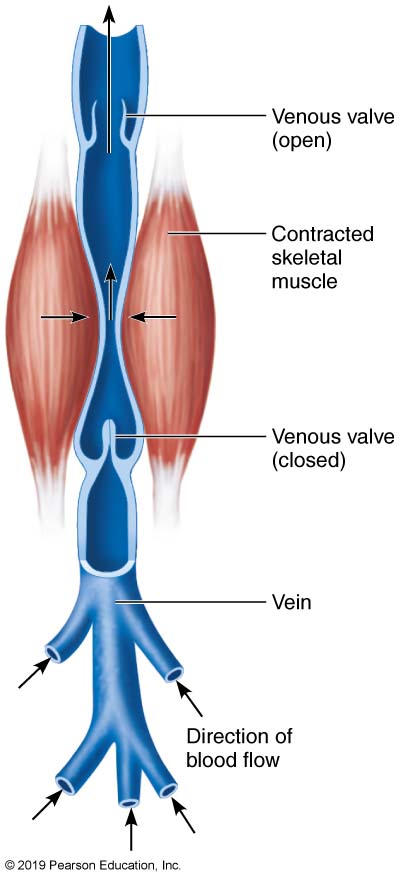 Venous valve
(open)
Contracted
skeletal
muscle
Venous valve
(closed)
Vein
Direction of
blood flow
© 2019 Pearson Education, Inc.